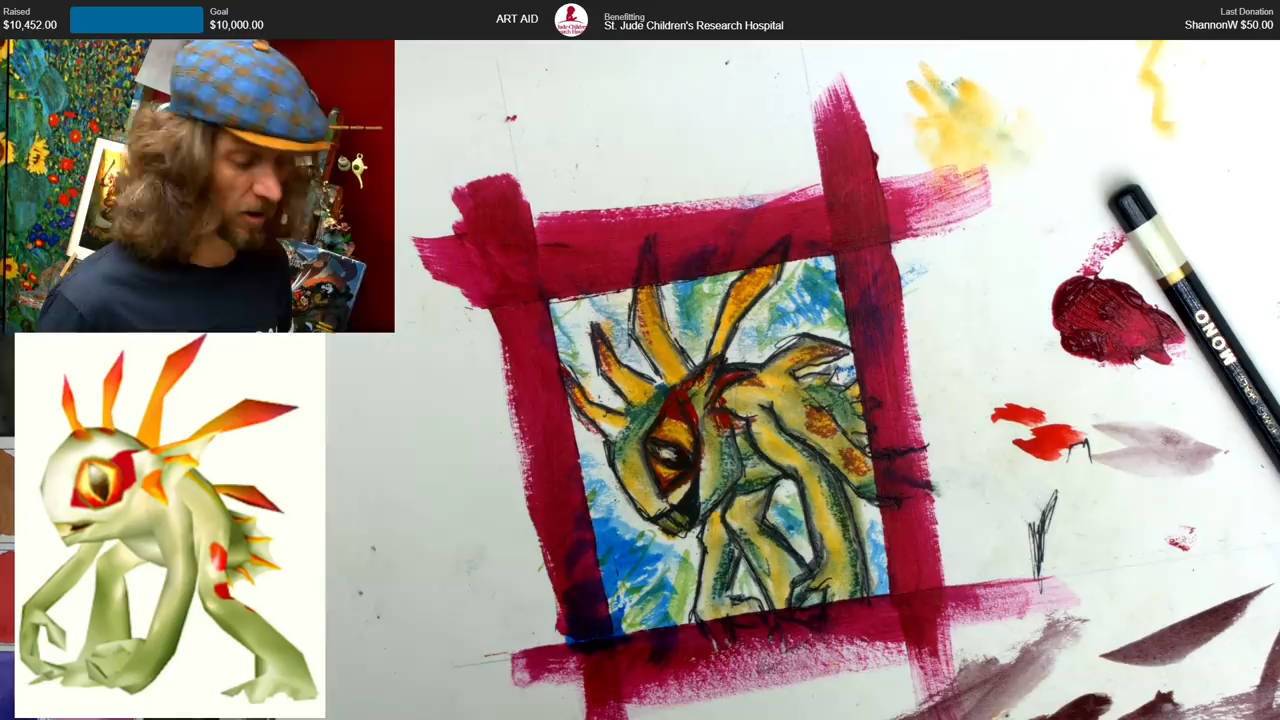 Raised
$10,452.00
Goal
$10,000.00
ART AID
Benefitting
St. Jude Children's Research Hospital
Last Donation
ShannonW $50.00
MONO